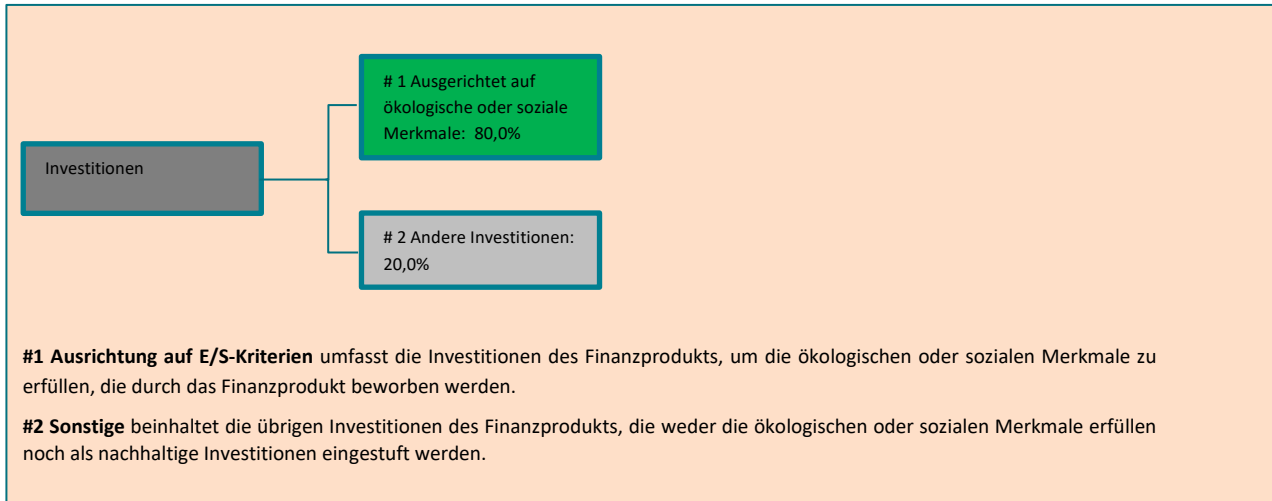 # 1 Ausgerichtet auf
ökologische oder soziale
Merkmale: 80,0%
Investitionen
# 2 Andere Investitionen:
20,0%
#1 Ausrichtung auf E/S-Kriterien umfasst die Investitionen des Finanzprodukts, um die ökologischen oder sozialen Merkmale zu
erfüllen, die durch das Finanzprodukt beworben werden.
#2 Sonstige beinhaltet die übrigen Investitionen des Finanzprodukts, die weder die ökologischen oder sozialen Merkmale erfüllen
noch als nachhaltige Investitionen eingestuft werden.